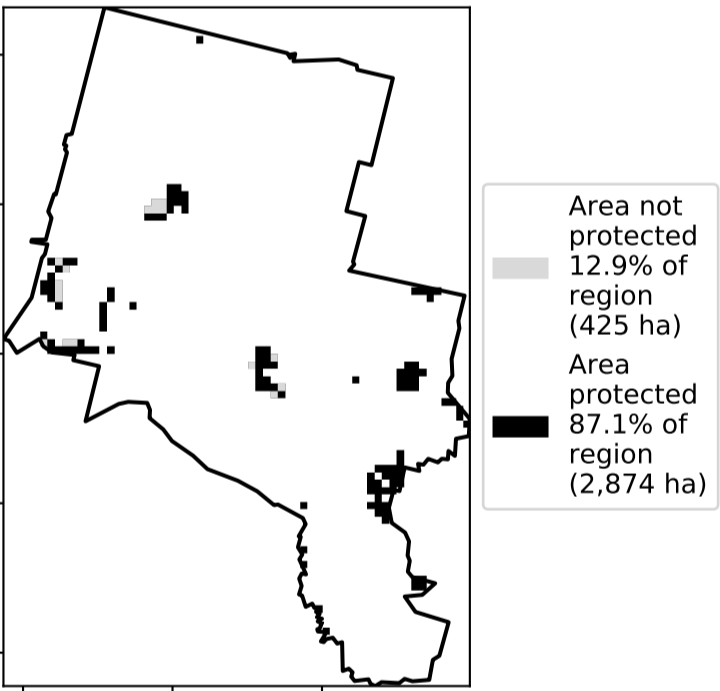 Area not
protected
12.9% of
region
(425 ha)
Area
protected
87.1% of
region
(2,874 ha)